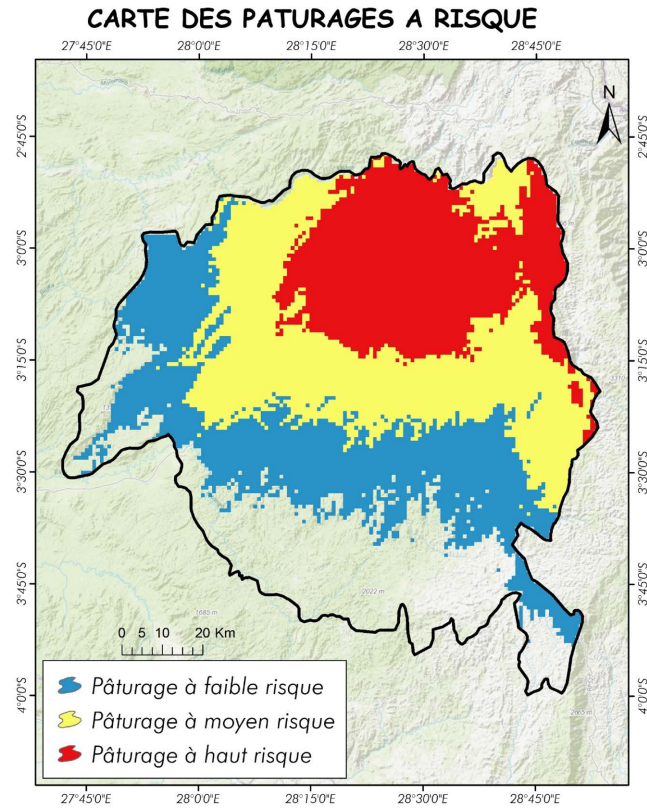 CARTE DES PATURAGES A RISQUE
27°45'0"E 28°0'0"E 28°15'0"E 28°30'0"E 28°45'0"E
N
2°45'0"S 2°45'0"S
3°0'0"S 3°0'0"S
3°15'0"S 3°15'0"S
3°30'0"S 3°30'0"S
3°45'0"S 3°45'0"S
2022 m
1685 m
0 5 10 20 Km
Pâturage à faible risque
4°0'0"S 4°0'0"S
Pâturage à moyen risque
Pâturage à haut risque
27°45'0"E 28°0'0"E 28°15'0"E 28°30'0"E 28°45'0"E